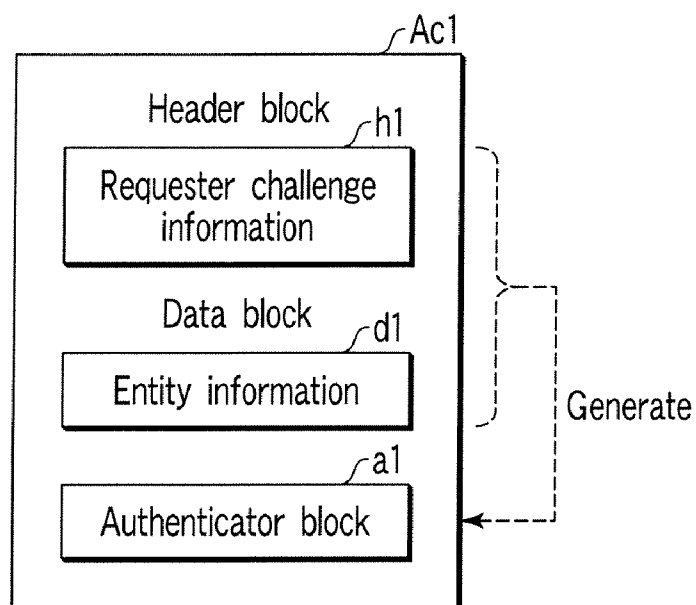 Ac1
Header block
h1
Requester challenge
information
Data block
d1
Entity information
Generate
a1
Authenticator block